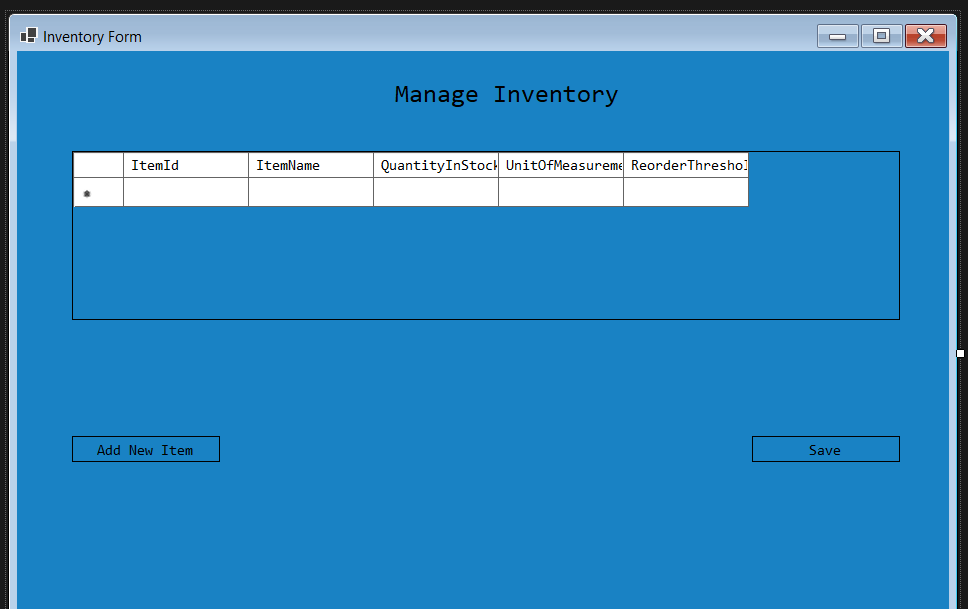 Inventory Form
Manage Inventory
ItemId ItemName QuantityInStock UnitOfMeasureme ReorderThreshol
Add New Item Save